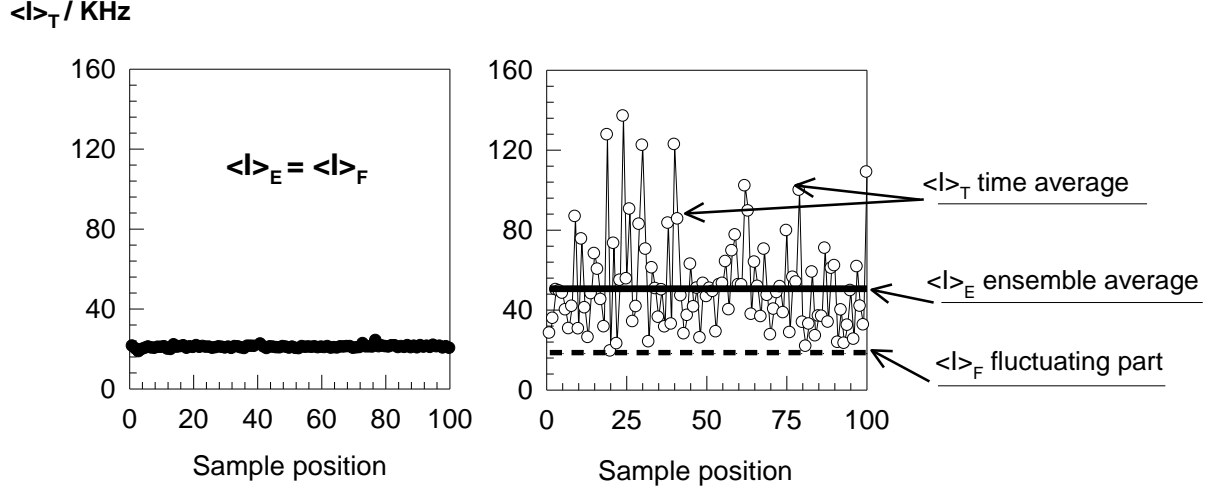 <I>T / KHz
160
120
80
40
0
<I>E = <I>F
0 20 40 60 80 100
Sample position
160
120
80
40
0
0 25 50 75 100
Sample position
<I>T time average
<I>E ensemble average
<I>F fluctuating part